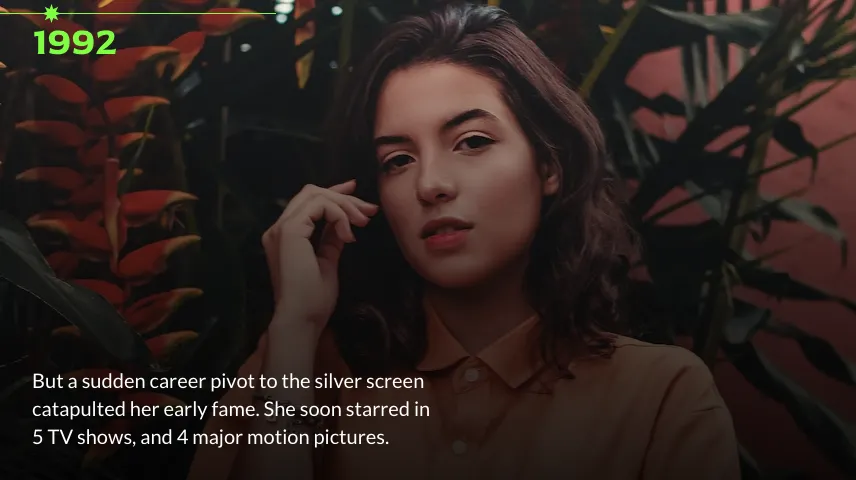 1992
But a sudden career pivot to the silver screen
catapulted her early fame. She soon starred in
5 TV shows, and 4 major motion pictures.